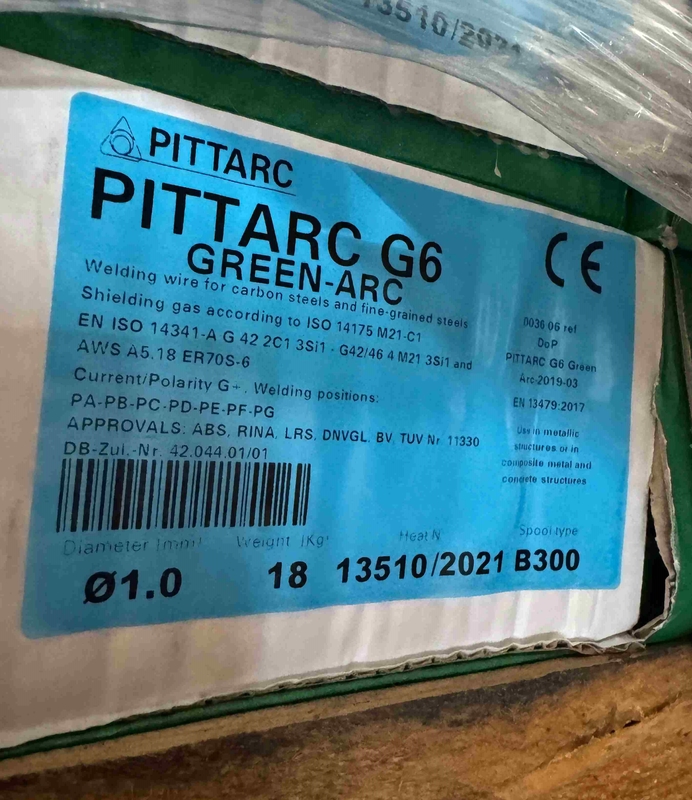 13510/2021
PITTARC
PITTARC G6
GREEN-ARC
Welding wire for carbon steels and fine-grained steels
Shielding gas according to ISO 14175 M21-C1
EN ISO 14341-A G 42 2C1 3Si1 - G42/46 4 M21 3Si1 and
AWS A5.18 ER70S-6
Current/Polarity G+. Welding positions:
PA-PB-PC-PD-PE-PF-PG
APPROVALS: ABS, RINA, LRS, DNVGL, BV, TUV Nr 11330
DB-Zul.-Nr. 42.044.01/01
CE
0036 06 ref
DoP
PITTARC G6 Green
Arc-2019-03
EN 13479:2017
Use in metallic
structures or in
composite metal and
concrete structures
Diameter (mm) Weight (Kg) Heat N Spool type
Ø1.0 18 13510/2021 B300